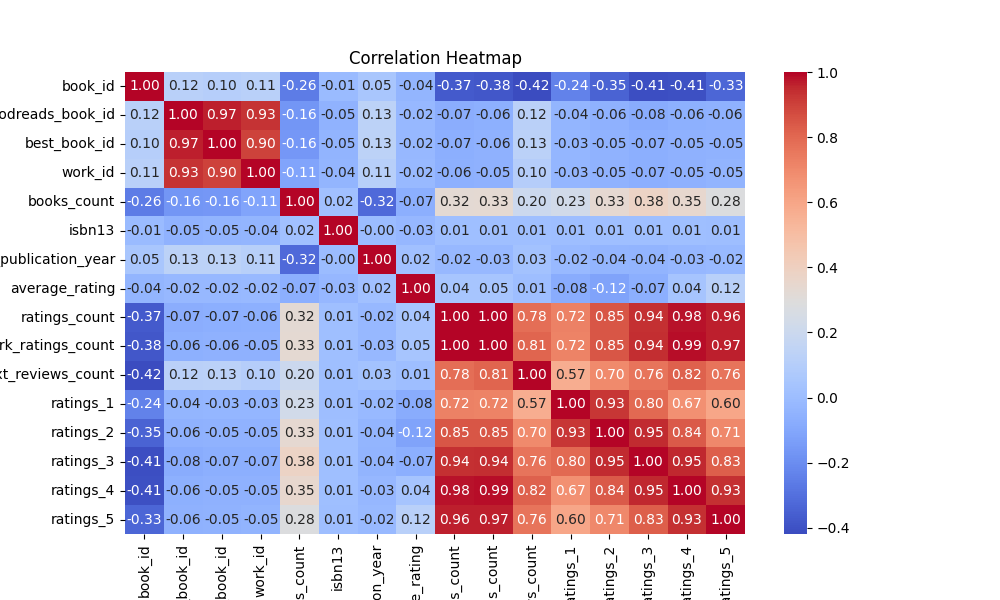 Correlation Heatmap
book_id 1.00 0.12 0.10 0.11 -0.26 -0.01 0.05 -0.04 -0.37 -0.38 -0.42 -0.24 -0.35 -0.41 -0.41 -0.33
odreads_book_id 0.12 1.00 0.97 0.93 -0.16 -0.05 0.13 -0.02 -0.07 -0.06 0.12 -0.04 -0.06 -0.08 -0.06 -0.06
best_book_id 0.10 0.97 1.00 0.90 -0.16 -0.05 0.13 -0.02 -0.07 -0.06 0.13 -0.03 -0.05 -0.07 -0.05 -0.05
work_id 0.11 0.93 0.90 1.00 -0.11 -0.04 0.11 -0.02 -0.06 -0.05 0.10 -0.03 -0.05 -0.07 -0.05 -0.05
books_count -0.26 -0.16 -0.16 -0.11 1.00 0.02 -0.32 -0.07 0.32 0.33 0.20 0.23 0.33 0.38 0.35 0.28
isbn13 -0.01 -0.05 -0.05 -0.04 0.02 1.00 -0.00 -0.03 0.01 0.01 0.01 0.01 0.01 0.01 0.01 0.01
publication_year 0.05 0.13 0.13 0.11 -0.32 -0.00 1.00 0.02 -0.02 -0.03 0.03 -0.02 -0.04 -0.04 -0.03 -0.02
average_rating -0.04 -0.02 -0.02 -0.02 -0.07 -0.03 0.02 1.00 0.04 0.05 0.01 -0.08 -0.12 -0.07 0.04 0.12
ratings_count -0.37 -0.07 -0.07 -0.06 0.32 0.01 -0.02 0.04 1.00 1.00 0.78 0.72 0.85 0.94 0.98 0.96
rk_ratings_count -0.38 -0.06 -0.06 -0.05 0.33 0.01 -0.03 0.05 1.00 1.00 0.81 0.72 0.85 0.94 0.99 0.97
xt_reviews_count -0.42 0.12 0.13 0.10 0.20 0.01 0.03 0.01 0.78 0.81 1.00 0.57 0.70 0.76 0.82 0.76
ratings_1 -0.24 -0.04 -0.03 -0.03 0.23 0.01 -0.02 -0.08 0.72 0.72 0.57 1.00 0.93 0.80 0.67 0.60
ratings_2 -0.35 -0.06 -0.05 -0.05 0.33 0.01 -0.04 -0.12 0.85 0.85 0.70 0.93 1.00 0.95 0.84 0.71
ratings_3 -0.41 -0.08 -0.07 -0.07 0.38 0.01 -0.04 -0.07 0.94 0.94 0.76 0.80 0.95 1.00 0.95 0.83
ratings_4 -0.41 -0.06 -0.05 -0.05 0.35 0.01 -0.03 0.04 0.98 0.99 0.82 0.67 0.84 0.95 1.00 0.93
ratings_5 -0.33 -0.06 -0.05 -0.05 0.28 0.01 -0.02 0.12 0.96 0.97 0.76 0.60 0.71 0.83 0.93 1.00
book_id _book_id _book_id work_id s_count isbn13 on_year e_rating s_count s_count s_count atings_1 atings_2 atings_3 atings_4 atings_5
1.0
0.8
0.6
0.4
0.2
0.0
−0.2
−0.4